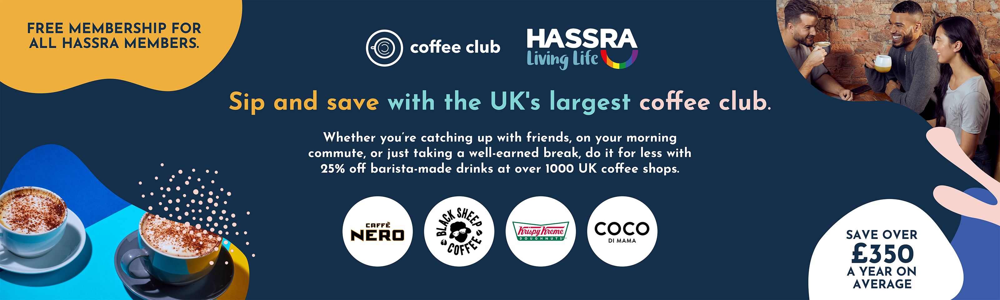 FREE MEMBERSHIP FOR
ALL HASSRA MEMBERS.
coffee club
HASSRA
Living Life
Sip and save with the UK's largest coffee club.
Whether you’re catching up with friends, on your morning
commute, or just taking a well-earned break, do it for less with
25% off barista-made drinks at over 1000 UK coffee shops.
CAFFÈ
NERO
BLACK SHEEP
COFFEE
Krispy Kreme
DOUGHNUTS
COCO
DI MAMA
SAVE OVER
£350
A YEAR ON
AVERAGE